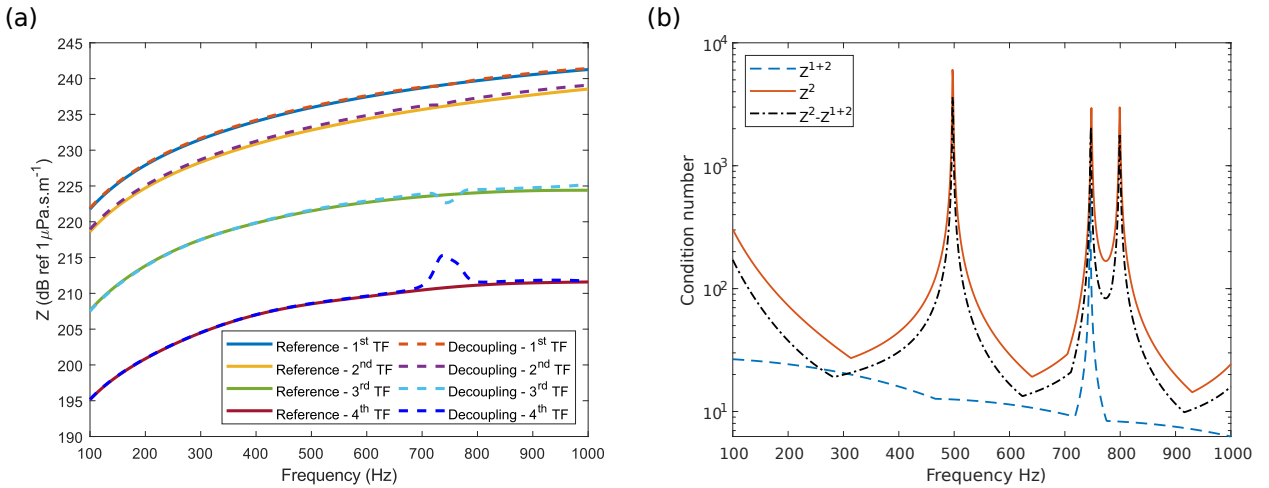 (a)
245
240
235
230
225
220
215
210
205
200
195
190
Z (dB ref 1μPa.s.m⁻¹)
Reference - 1ˢᵗ TF
Decoupling - 1ˢᵗ TF
Reference - 2ⁿᵈ TF
Decoupling - 2ⁿᵈ TF
Reference - 3ʳᵈ TF
Decoupling - 3ʳᵈ TF
Reference - 4ᵗʰ TF
Decoupling - 4ᵗʰ TF
100 200 300 400 500 600 700 800 900 1000
Frequency (Hz)
(b)
10⁴
10³
10²
10¹
Condition number
Z¹⁺²
Z²
Z²-Z¹⁺²
100 200 300 400 500 600 700 800 900 1000
Frequency Hz)